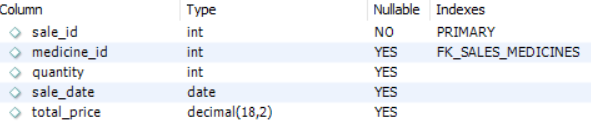 Column Type Nullable Indexes
sale_id int NO PRIMARY
medicine_id int YES FK_SALES_MEDICINES
quantity int YES
sale_date date YES
total_price decimal(18,2) YES